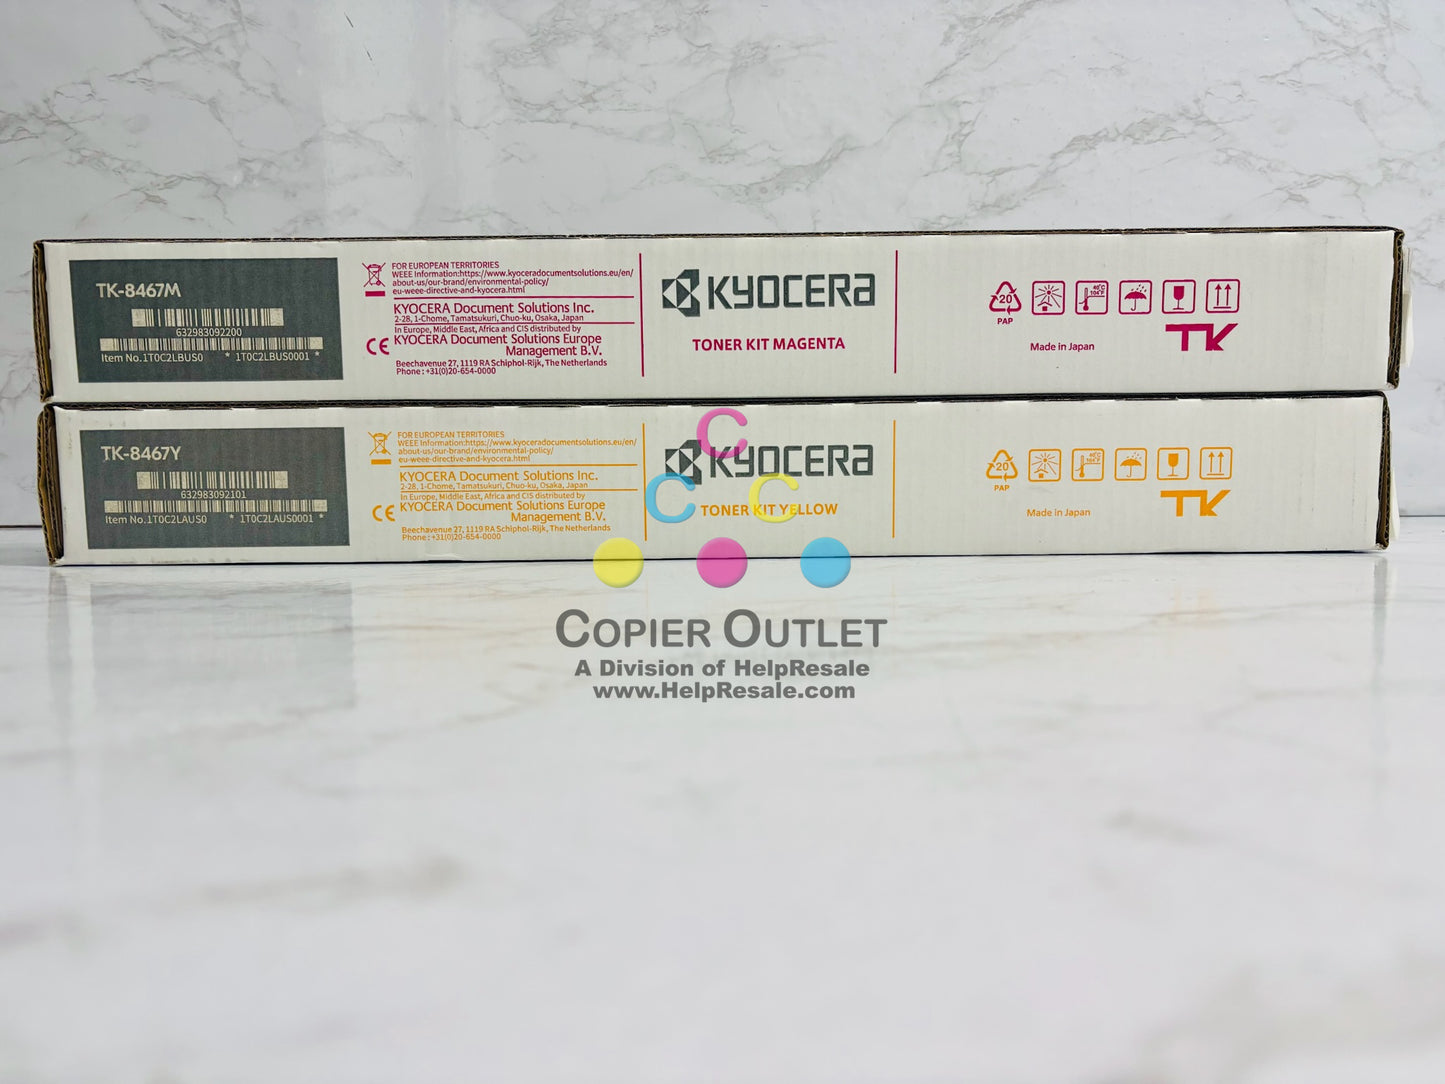 TK-8467M
632983092200
Item No.1T0C2LBUS0 * 1T0C2LBUS0001 *
FOR EUROPEAN TERRITORIES
WEEE Information:https://www.kyoceradocumentsolutions.eu/en/
about-us/our-brand/environmental-policy/
eu-weee-directive-and-kyocera.html
KYOCERA Document Solutions Inc.
2-28, 1-Chome, Tamatsukuri, Chuo-ku, Osaka, Japan
In Europe, Middle East, Africa and CIS distributed by
CE KYOCERA Document Solutions Europe
Management B.V.
Beechavenue 27, 1119 RA Schiphol-Rijk, The Netherlands
Phone : +31(0)20-654-0000
KYOCERA
TONER KIT MAGENTA
20
PAP
40°C
104°F
Made in Japan
TK
TK-8467Y
632983092101
Item No.1T0C2LAUS0 * 1T0C2LAUS0001 *
FOR EUROPEAN TERRITORIES
WEEE Information:https://www.kyoceradocumentsolutions.eu/en/
about-us/our-brand/environmental-policy/
eu-weee-directive-and-kyocera.html
KYOCERA Document Solutions Inc.
2-28, 1-Chome, Tamatsukuri, Chuo-ku, Osaka, Japan
In Europe, Middle East, Africa and CIS distributed by
CE KYOCERA Document Solutions Europe
Management B.V.
Beechavenue 27, 1119 RA Schiphol-Rijk, The Netherlands
Phone : +31(0)20-654-0000
KYOCERA
TONER KIT YELLOW
20
PAP
40°C
104°F
Made in Japan
TK
C
C C
COPIER OUTLET
A Division of HelpResale
www.HelpResale.com